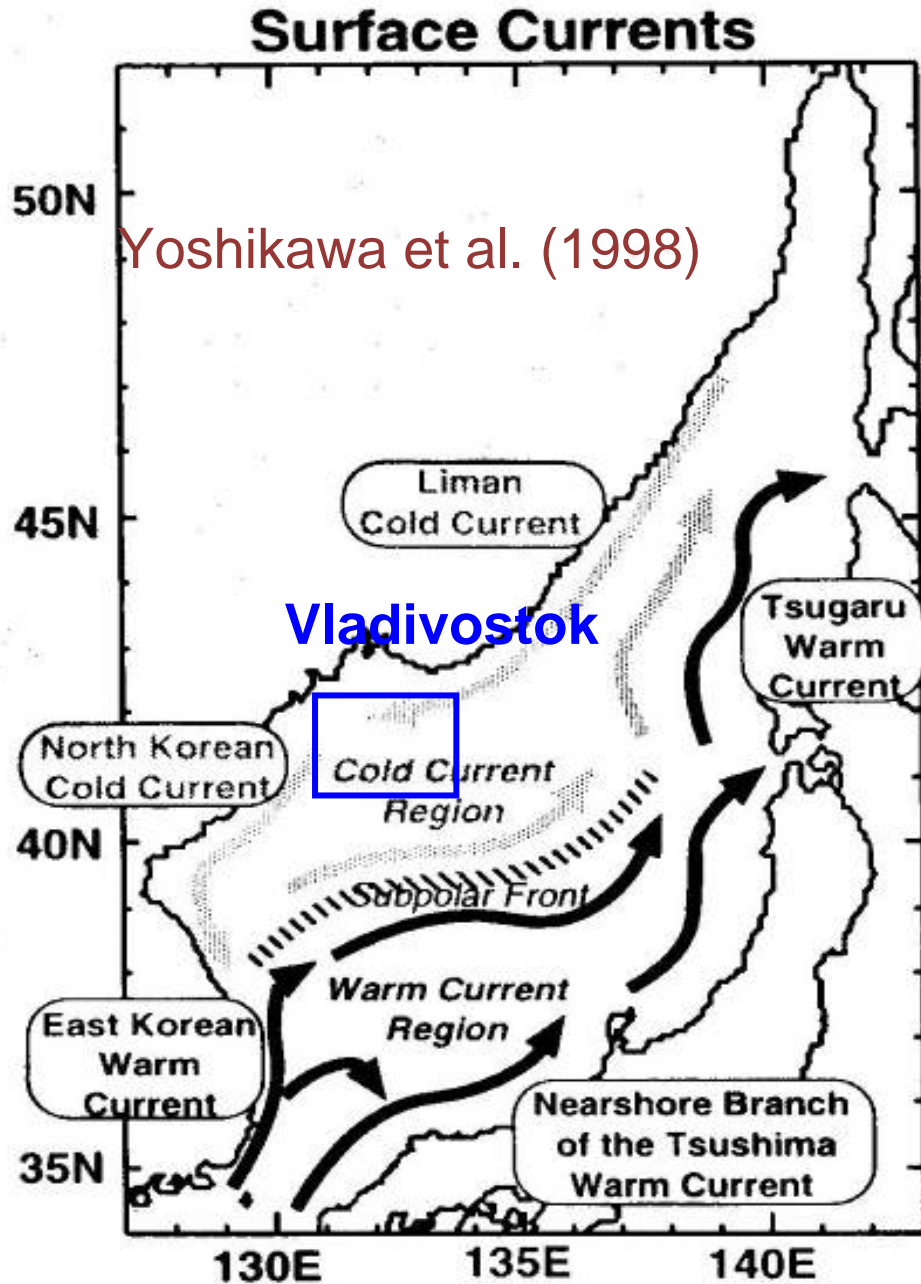 Surface Currents
50N
Yoshikawa et al. (1998)
Liman
Cold Current
45N
Vladivostok
Tsugaru
Warm
Current
North Korean
Cold Current
Cold Current
Region
40N
Subpolar Front
Warm Current
Region
East Korean
Warm
Current
Nearshore Branch
of the Tsushima
Warm Current
35N
130E
135E
140E